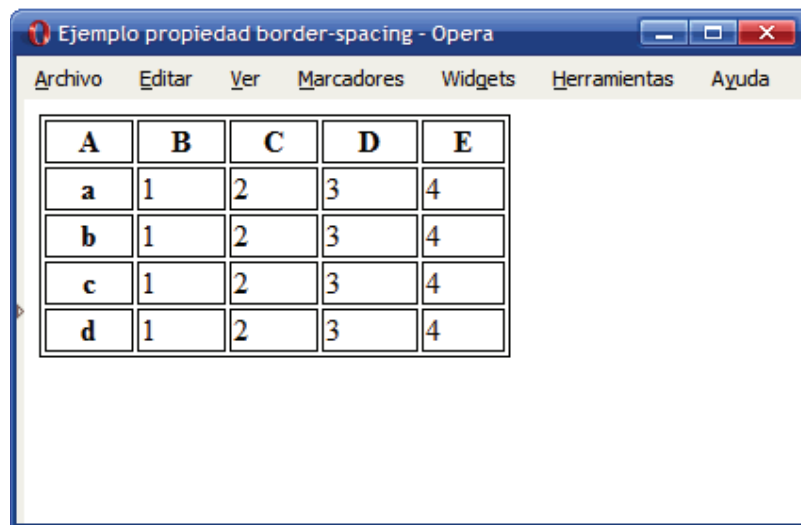 Ejemplo propiedad border-spacing - Opera
Archivo Editar Ver Marcadores Widgets Herramientas Ayuda
A B C D E
a 1 2 3 4
b 1 2 3 4
c 1 2 3 4
d 1 2 3 4